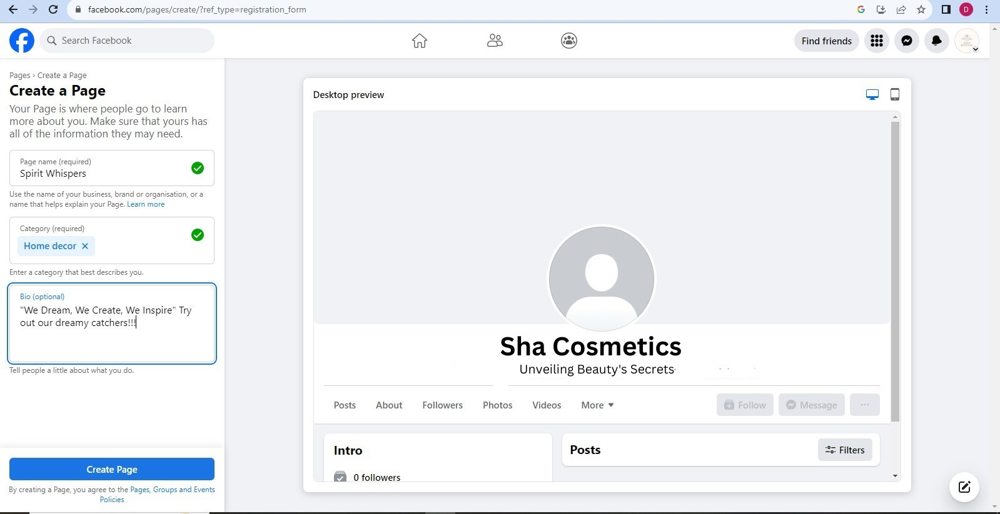 facebook.com/pages/create/?ref_type=registration_form
D
Search Facebook
Find friends
Pages › Create a Page
Create a Page
Your Page is where people go to learn
more about you. Make sure that yours has
all of the information they may need.
Page name (required)
Spirit Whispers
Use the name of your business, brand or organisation, or a
name that helps explain your Page. Learn more
Category (required)
Home decor ×
Enter a category that best describes you.
Bio (optional)
"We Dream, We Create, We Inspire" Try
out our dreamy catchers!!!
Tell people a little about what you do.
Create Page
By creating a Page, you agree to the Pages, Groups and Events
Policies
Desktop preview
Sha Cosmetics
Unveiling Beauty's Secrets
Posts About Followers Photos Videos More
Follow Message ...
Intro
0 followers
Posts
Filters